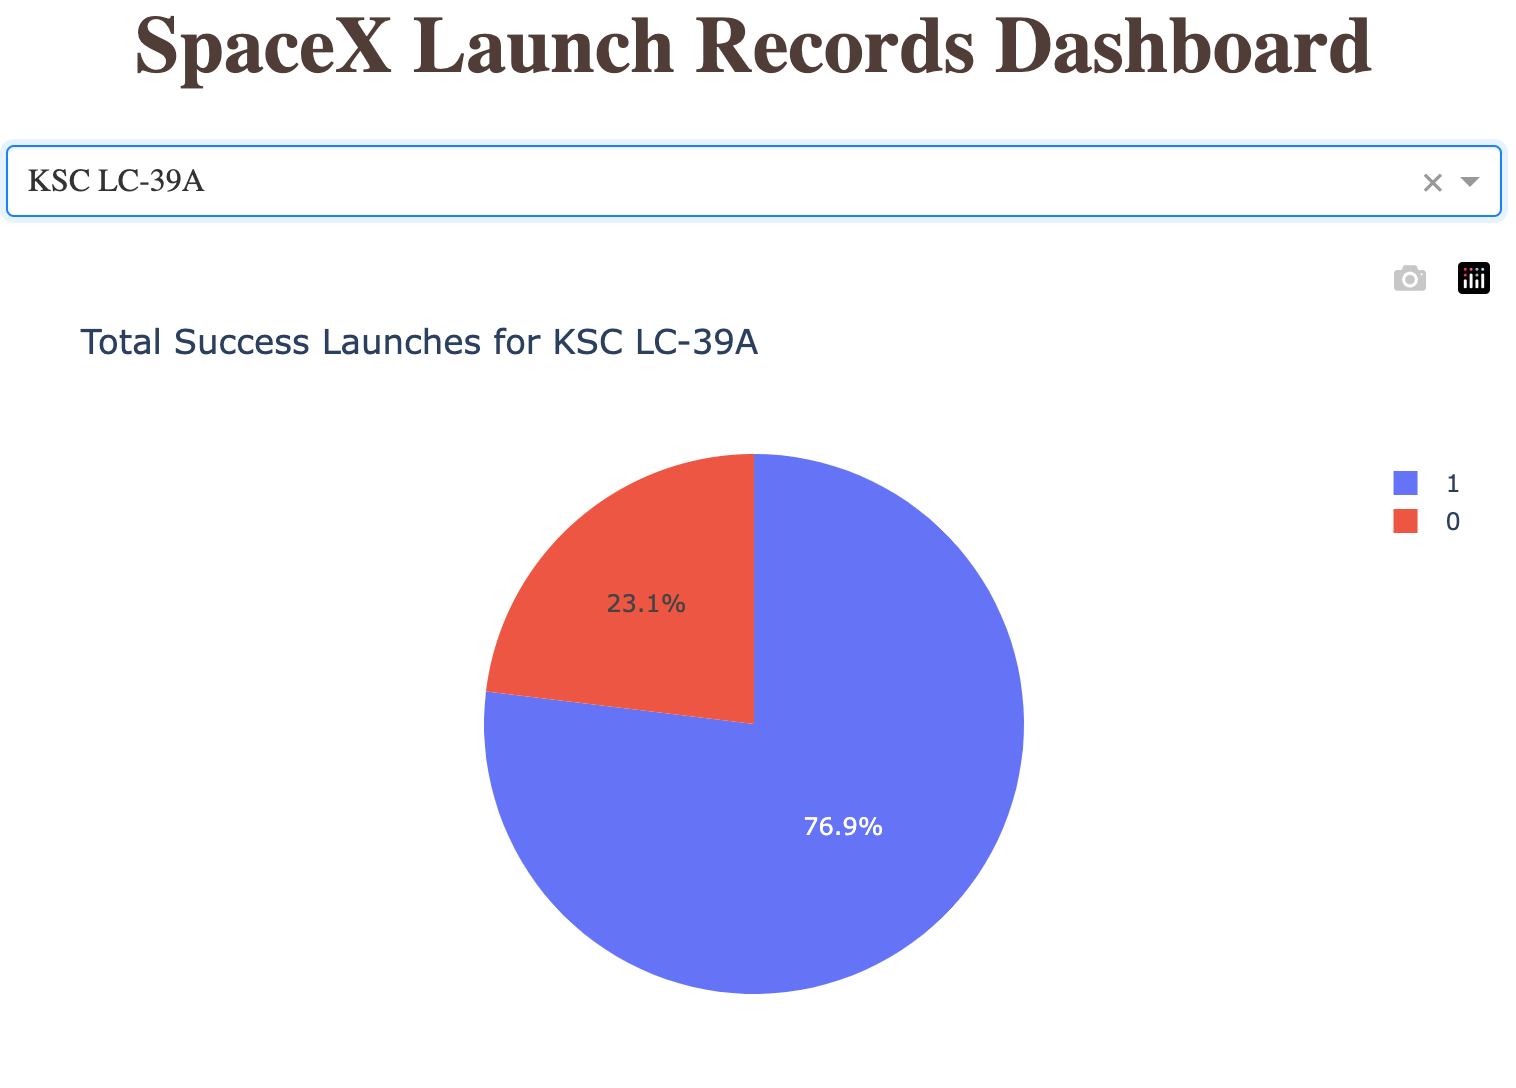 SpaceX Launch Records Dashboard
KSC LC-39A
Total Success Launches for KSC LC-39A
1
0
23.1%
76.9%